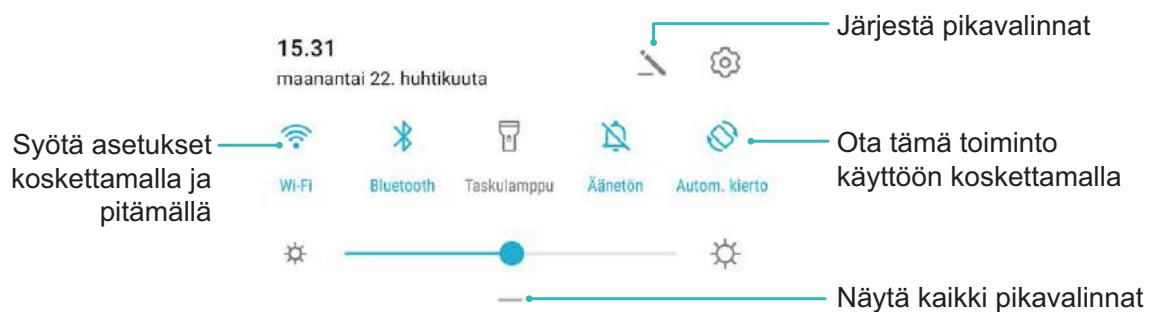 Järjestä pikavalinnat
15.31
maanantai 22. huhtikuuta
Syötä asetukset
koskettamalla ja
pitämällä
Wi-Fi
Bluetooth
Taskulamppu
Äänetön
Autom. kierto
Ota tämä toiminto
käyttöön koskettamalla
Näytä kaikki pikavalinnat